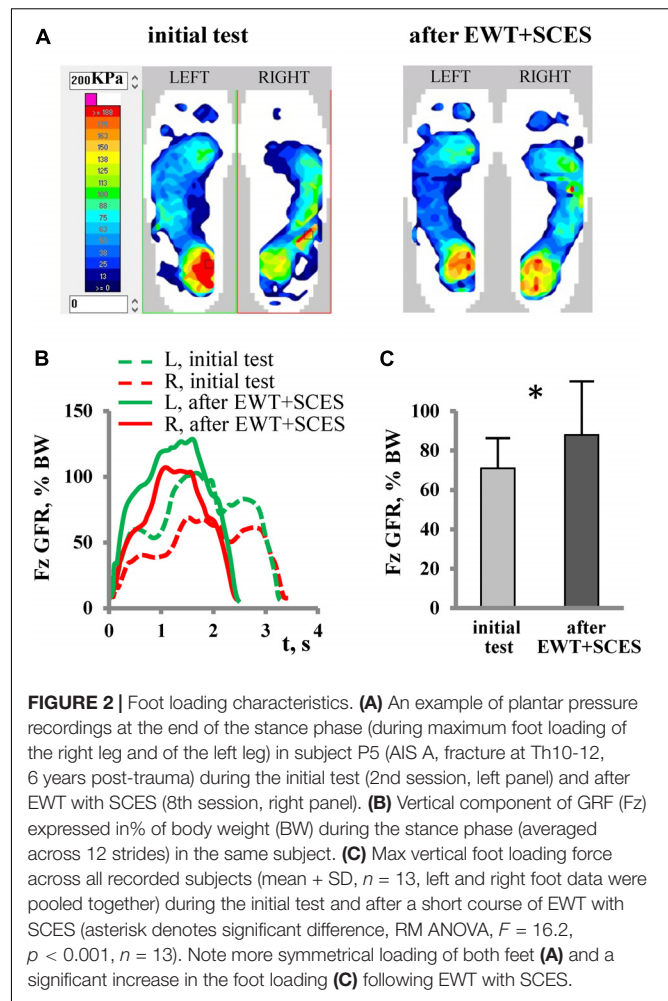 A
initial test
after EWT+SCES
200KPa
LEFT
RIGHT
LEFT
RIGHT
>= 188
163
150
138
125
113
100
88
75
50
38
25
13
>= 0
0
B
L, initial test
R, initial test
L, after EWT+SCES
R, after EWT+SCES
Fz GFR, % BW
150
100
50
0
0 1 2 3 4
t, s
C
*
Fz GFR, % BW
100
80
60
40
20
0
initial
test
after
EWT+SCES
FIGURE 2 | Foot loading characteristics. (A) An example of plantar pressure
recordings at the end of the stance phase (during maximum foot loading of
the right leg and of the left leg) in subject P5 (AIS A, fracture at Th10-12,
6 years post-trauma) during the initial test (2nd session, left panel) and after
EWT with SCES (8th session, right panel). (B) Vertical component of GRF (Fz)
expressed in% of body weight (BW) during the stance phase (averaged
across 12 strides) in the same subject. (C) Max vertical foot loading force
across all recorded subjects (mean + SD, n = 13, left and right foot data were
pooled together) during the initial test and after a short course of EWT with
SCES (asterisk denotes significant difference, RM ANOVA, F = 16.2,
p < 0.001, n = 13). Note more symmetrical loading of both feet (A) and a
significant increase in the foot loading (C) following EWT with SCES.